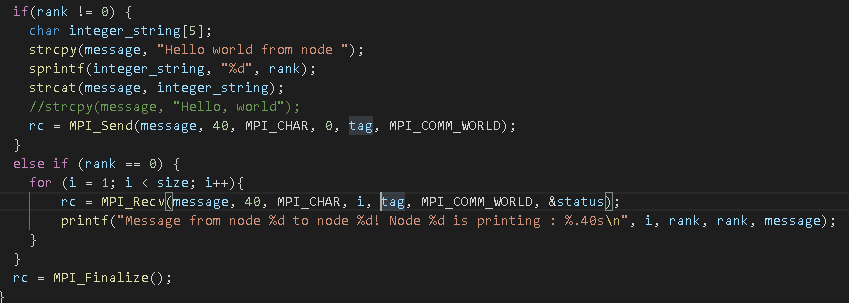 if(rank != 0) {
char integer_string[5];
strcpy(message, "Hello world from node ");
sprintf(integer_string, "%d", rank);
strcat(message, integer_string);
//strcpy(message, "Hello, world");
rc = MPI_Send(message, 40, MPI_CHAR, 0, tag, MPI_COMM_WORLD);
}
else if (rank == 0) {
for (i = 1; i < size; i++){
rc = MPI_Recv(message, 40, MPI_CHAR, i, tag, MPI_COMM_WORLD, &status);
printf("Message from node %d to node %d! Node %d is printing : %.40s\n", i, rank, rank, message);
}
}
rc = MPI_Finalize();
}